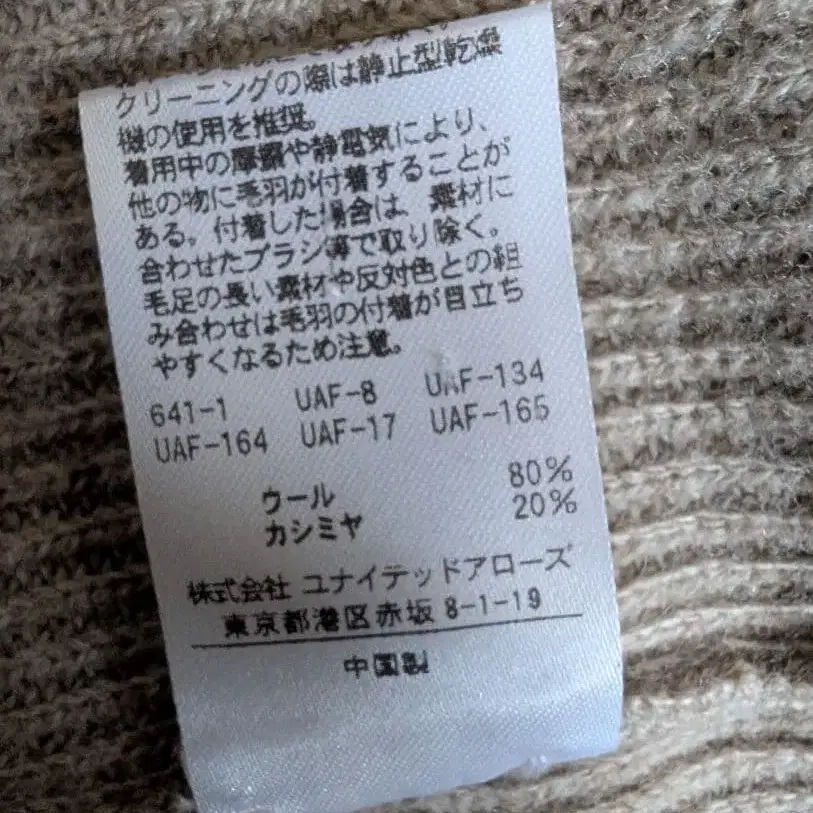 クリーニングの際は静止型乾燥
機の使用を推奨。
着用中の摩擦や静電気により、
他の物に毛羽が付着することが
ある。付着した場合は、素材に
合わせたブラシ等で取り除く。
毛足の長い素材や反対色との組
み合わせは毛羽の付着が目立ち
やすくなるため注意。
641-1 UAF-8 UAF-134
UAF-164 UAF-17 UAF-165
ウール 80%
カシミヤ 20%
株式会社 ユナイテッドアローズ
東京都港区赤坂 8-1-19
中国製